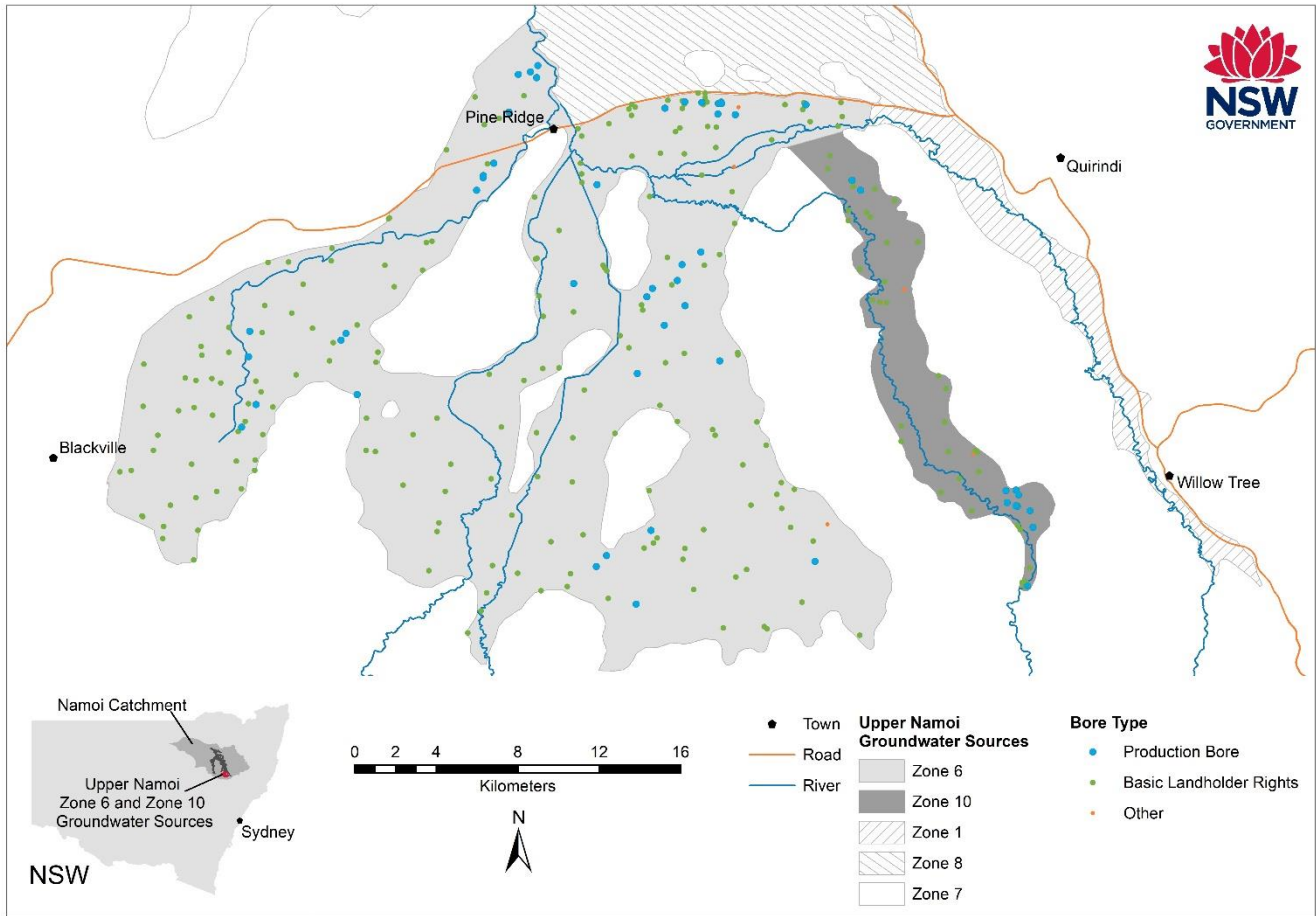 NSW
GOVERNMENT
Pine Ridge
Quirindi
Blackville
Willow Tree
Namoi Catchment
Upper Namoi
Zone 6 and Zone 10
Groundwater Sources
Sydney
NSW
0 2 4 8 12 16
Kilometers
N
Town
Road
River
Upper Namoi
Groundwater Sources
Zone 6
Zone 10
Zone 1
Zone 8
Zone 7
Bore Type
Production Bore
Basic Landholder Rights
Other